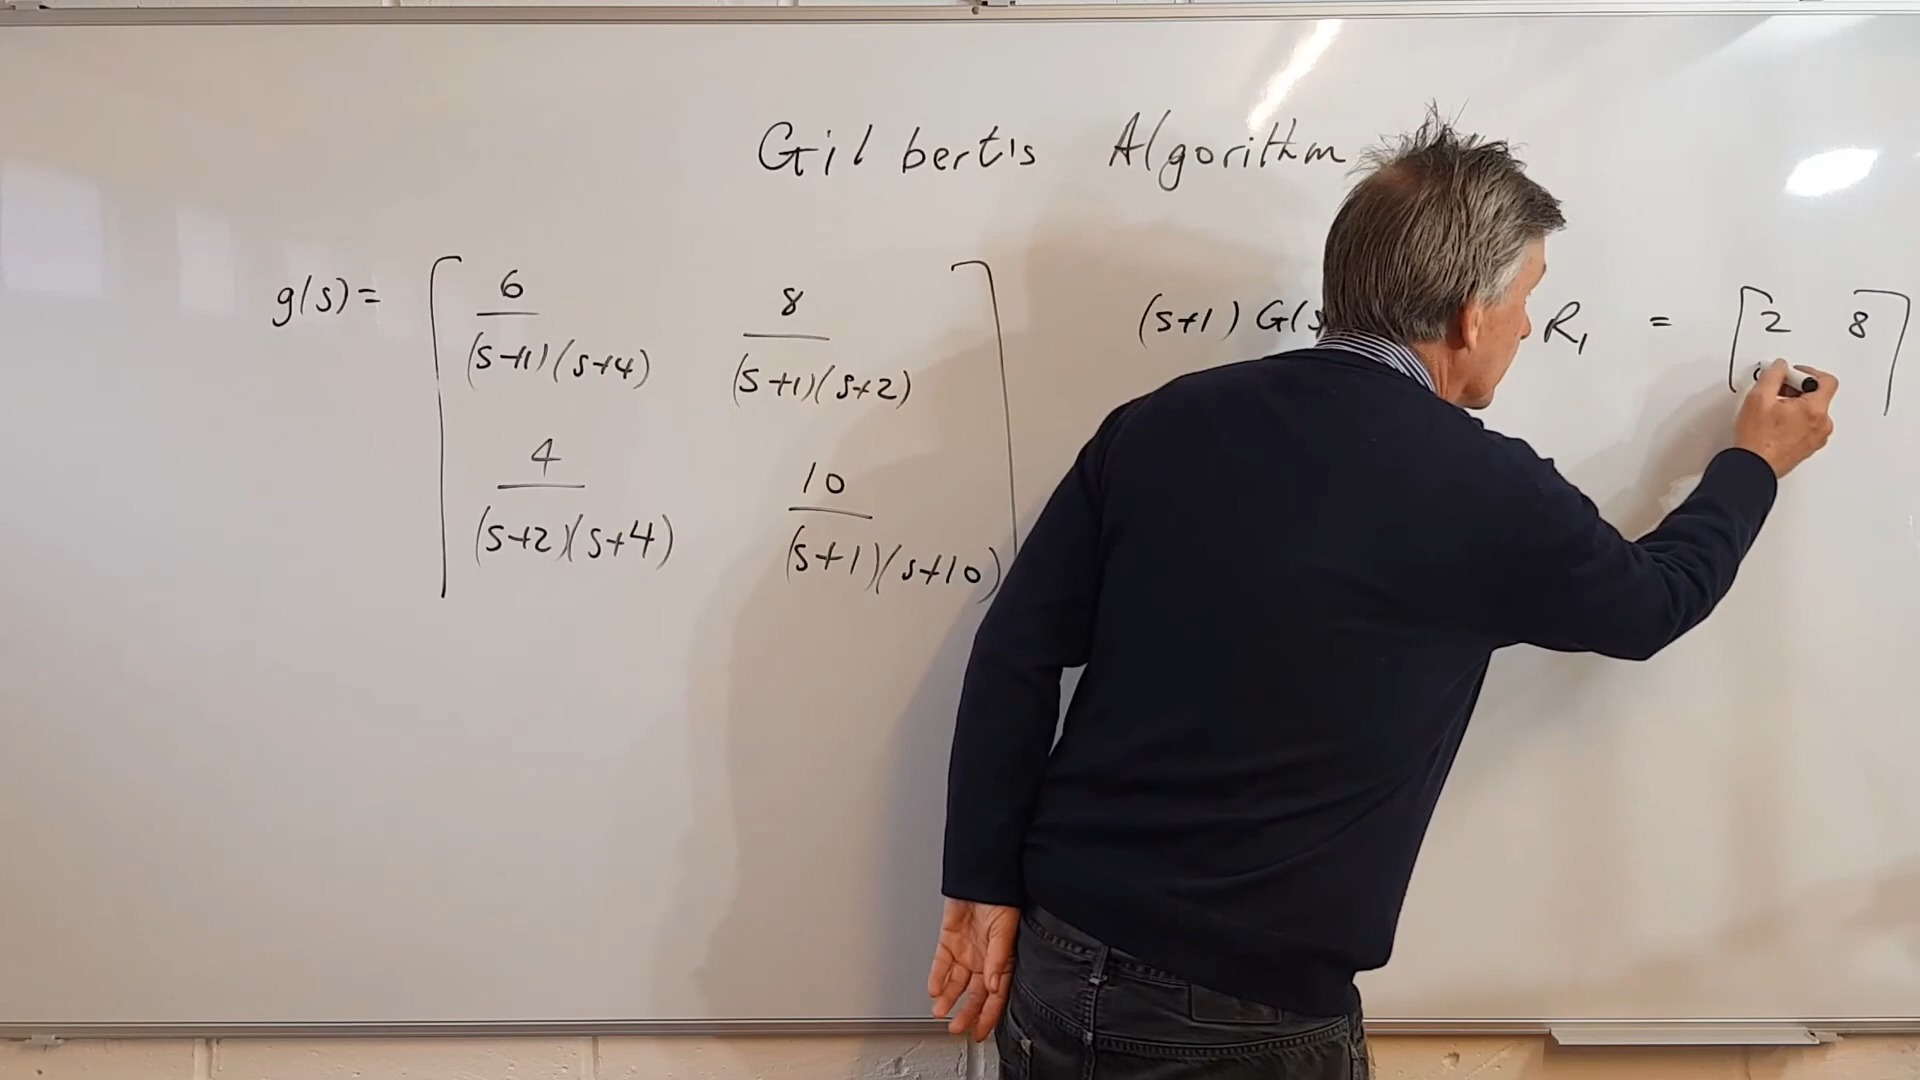 Gilbert's Algorithm
g(s) = [ 6/(s+1)(s+4) 8/(s+1)(s+2)
4/(s+2)(s+4) 10/(s+1)(s+10) ]
(s+1) G(s R₁ = [ 2 8 ]